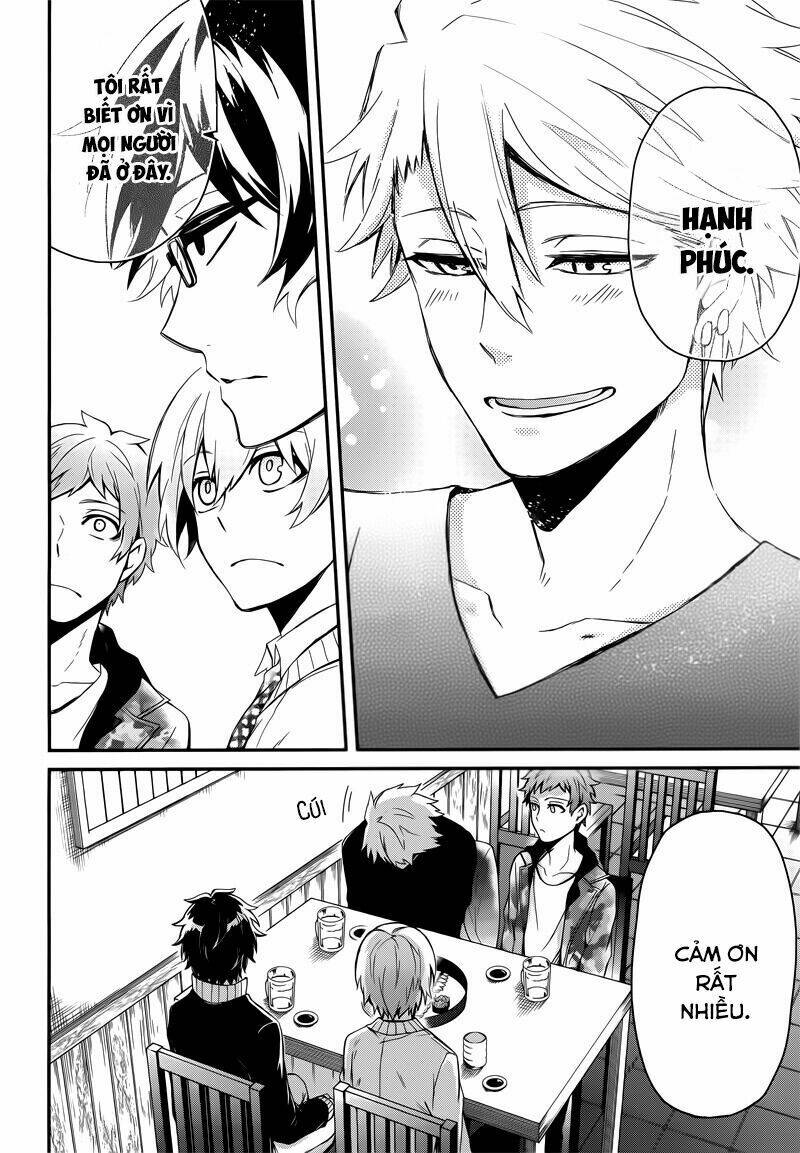 HẠNH
PHÚC.
TÔI RẤT
BIẾT ƠN VÌ
MỌI NGƯỜI
ĐÃ Ở ĐÂY.
CÚI
CẢM ƠN
RẤT
NHIỀU.